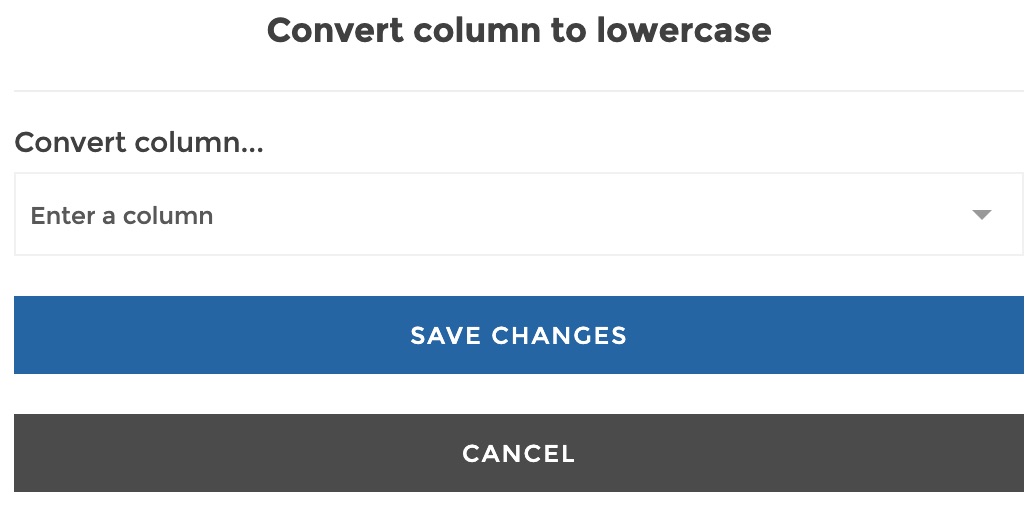 Convert column to lowercase
Convert column...
Enter a column
SAVE CHANGES
CANCEL